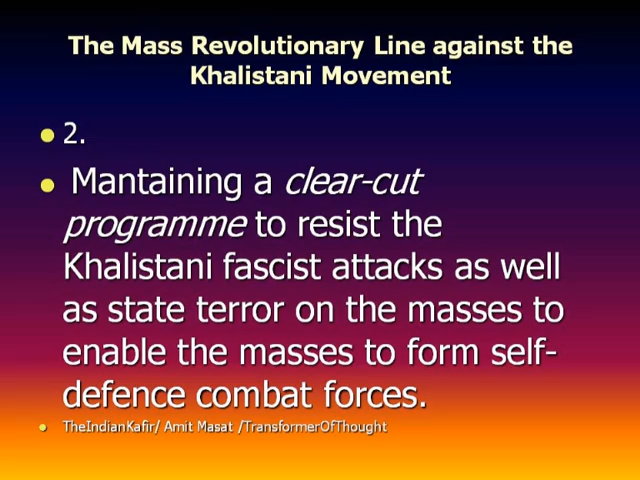 The Mass Revolutionary Line against the
Khalistani Movement
2.
Mantaining a clear-cut
programme to resist the
Khalistani fascist attacks as well
as state terror on the masses to
enable the masses to form self-
defence combat forces.
TheIndianKafir/ Amit Masat /TransformerOfThought